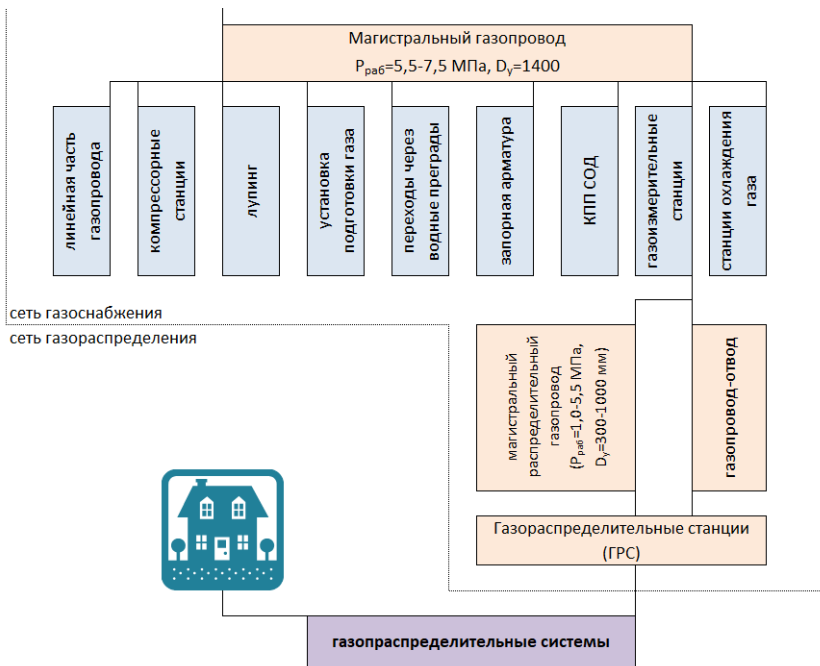 Магистральный газопровод
Pраб=5,5-7,5 МПа, Dу=1400
линейная часть
газопровода
компрессорные
станции
лупинг
установка
подготовки газа
переходы через
водные преграды
запорная арматура
КПП СОД
газоизмерительные
станции
станции охлаждения
газа
сеть газоснабжения
сеть газораспределения
магистральный
распределительный
газопровод
(Pраб=1,0-5,5 МПа,
Dу=300-1000 мм)
газопровод-отвод
Газораспределительные станции
(ГРС)
газопраспределительные системы